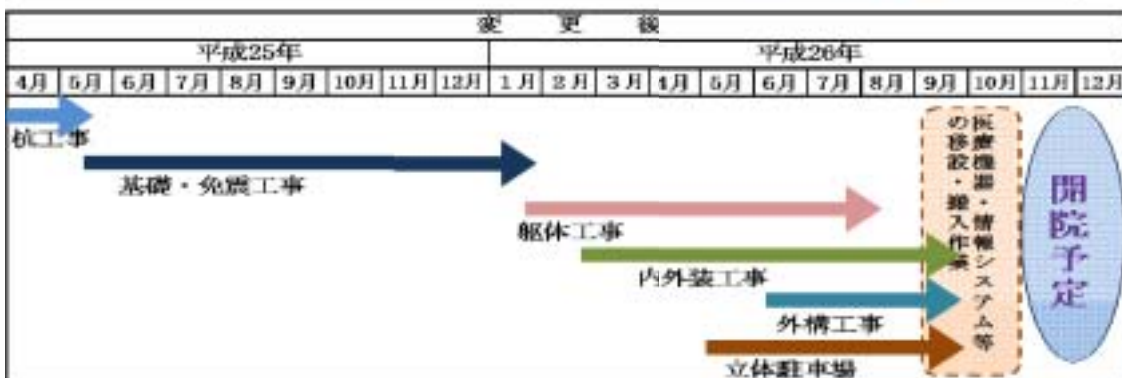 変 更 後
平成25年 平成26年
4月 5月 6月 7月 8月 9月 10月 11月 12月 1月 2月 3月 4月 5月 6月 7月 8月 9月 10月 11月 12月
杭工事
基礎・免震工事
躯体工事
内外装工事
外構工事
立体駐車場
医療機器・情報システム等
の移設・搬入作業
開院予定